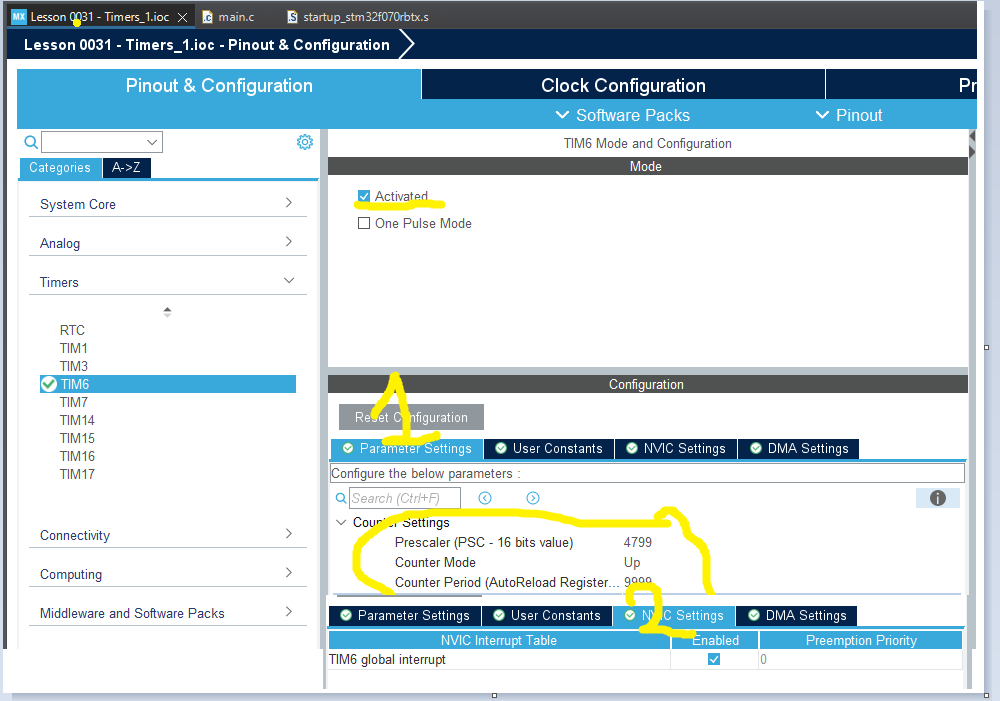 MX Lesson 0031 - Timers_1.ioc main.c startup_stm32f070rbtx.s
Lesson 0031 - Timers_1.ioc - Pinout & Configuration
Pinout & Configuration Clock Configuration Pr
Software Packs Pinout
TIM6 Mode and Configuration
Categories A->Z
Mode
System Core
Activated
One Pulse Mode
Analog
Timers
RTC
TIM1
TIM3
TIM6
TIM7
TIM14
TIM15
TIM16
TIM17
Connectivity
Computing
Middleware and Software Packs
Configuration
1
Reset Configuration
Parameter Settings User Constants NVIC Settings DMA Settings
Configure the below parameters :
Search (Ctrl+F)
Counter Settings
Prescaler (PSC - 16 bits value) 4799
Counter Mode Up
Counter Period (AutoReload Register... 9999
2
Parameter Settings User Constants NVIC Settings DMA Settings
NVIC Interrupt Table Enabled Preemption Priority
TIM6 global interrupt 0